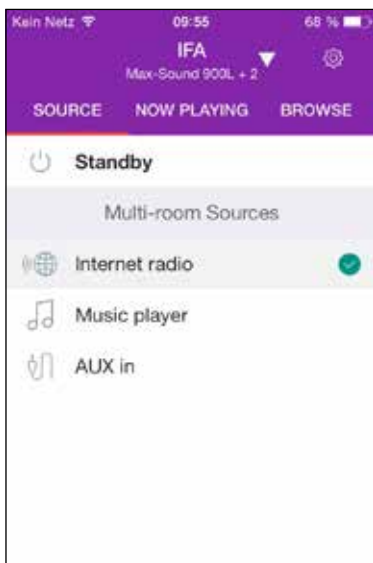 Kein Netz 09:55 68 %
IFA
Max-Sound 900L + 2
SOURCE NOW PLAYING BROWSE
Standby
Multi-room Sources
Internet radio
Music player
AUX in